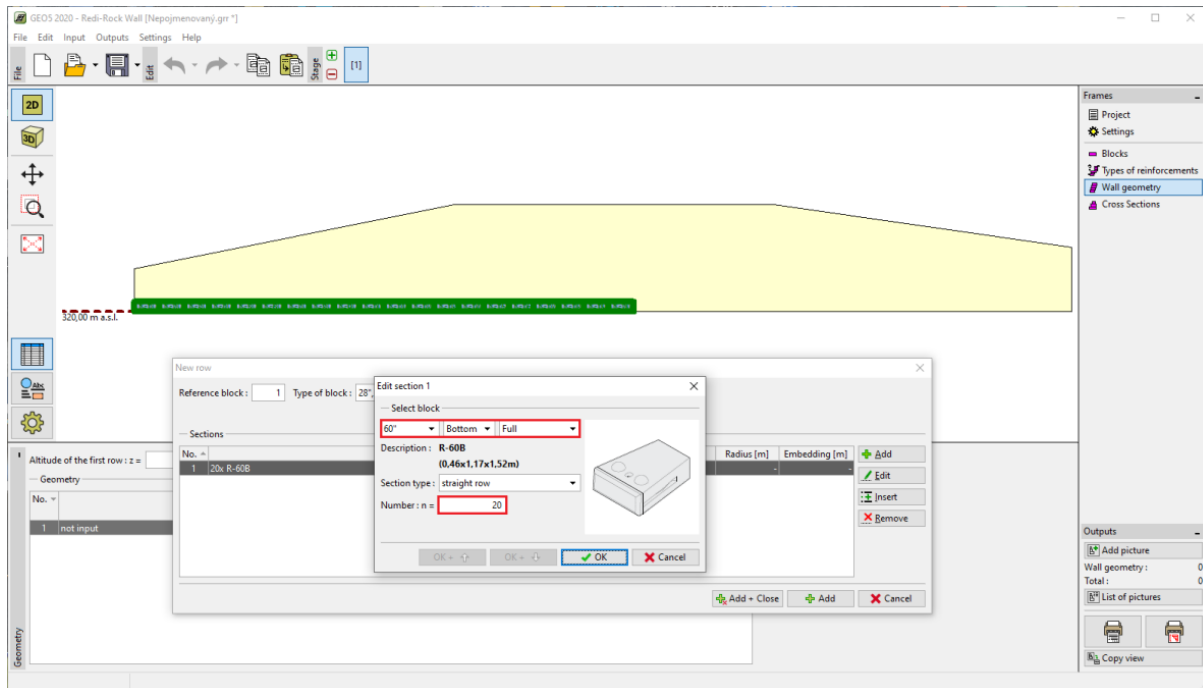 GEO5 2020 - Redi-Rock Wall [Nepojmenovaný.grr *]
File Edit Input Outputs Settings Help
File
Edit
Stage
[1]
2D
3D
320,00 m a.s.l.
Frames
Project
Settings
Blocks
Types of reinforcements
Wall geometry
Cross Sections
New row
Reference block : 1 Type of block : 28",
Sections
No. Radius [m] Embedding [m]
1 20x R-60B - -
Add
Edit
Insert
Remove
Add + Close Add Cancel
Edit section 1
Select block
60" Bottom Full
Description : R-60B
(0,46x1,17x1,52m)
Section type : straight row
Number : n = 20
OK + OK + OK Cancel
Abc
Altitude of the first row : z =
Geometry
No.
1 not input
Geometry
Outputs
Add picture
Wall geometry : 0
Total : 0
List of pictures
Copy view